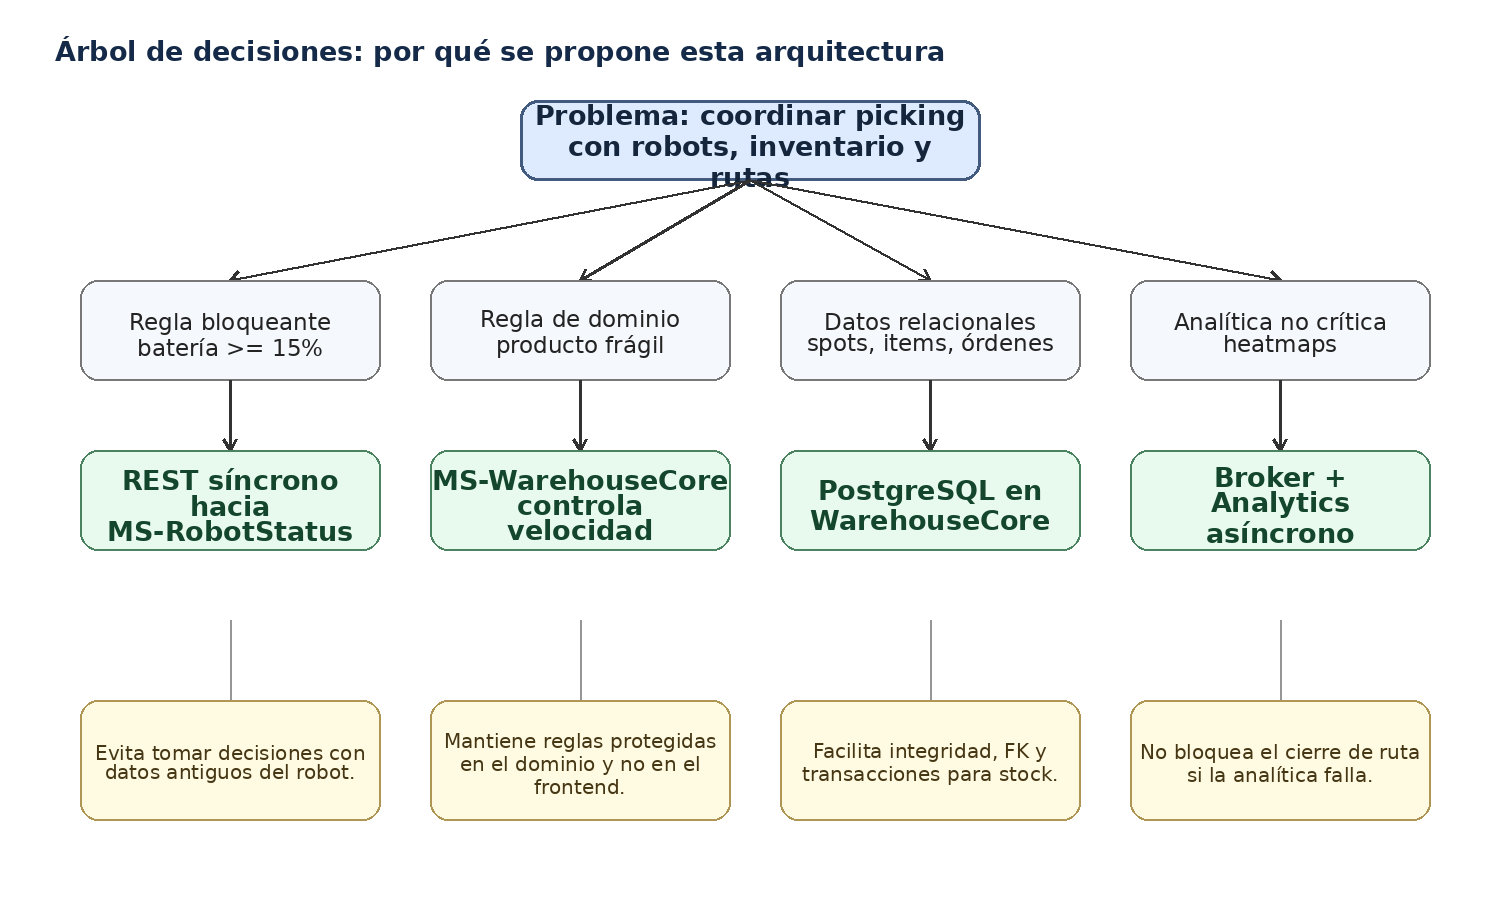 Árbol de decisiones: por qué se propone esta arquitectura
Problema: coordinar picking
con robots, inventario y
rutas
Regla bloqueante
batería >= 15%
Regla de dominio
producto frágil
Datos relacionales
spots, items, órdenes
Analítica no crítica
heatmaps
REST síncrono
hacia
MS-RobotStatus
MS-WarehouseCore
controla
velocidad
PostgreSQL en
WarehouseCore
Broker +
Analytics
asíncrono
Evita tomar decisiones con
datos antiguos del robot.
Mantiene reglas protegidas
en el dominio y no en el
frontend.
Facilita integridad, FK y
transacciones para stock.
No bloquea el cierre de ruta
si la analítica falla.